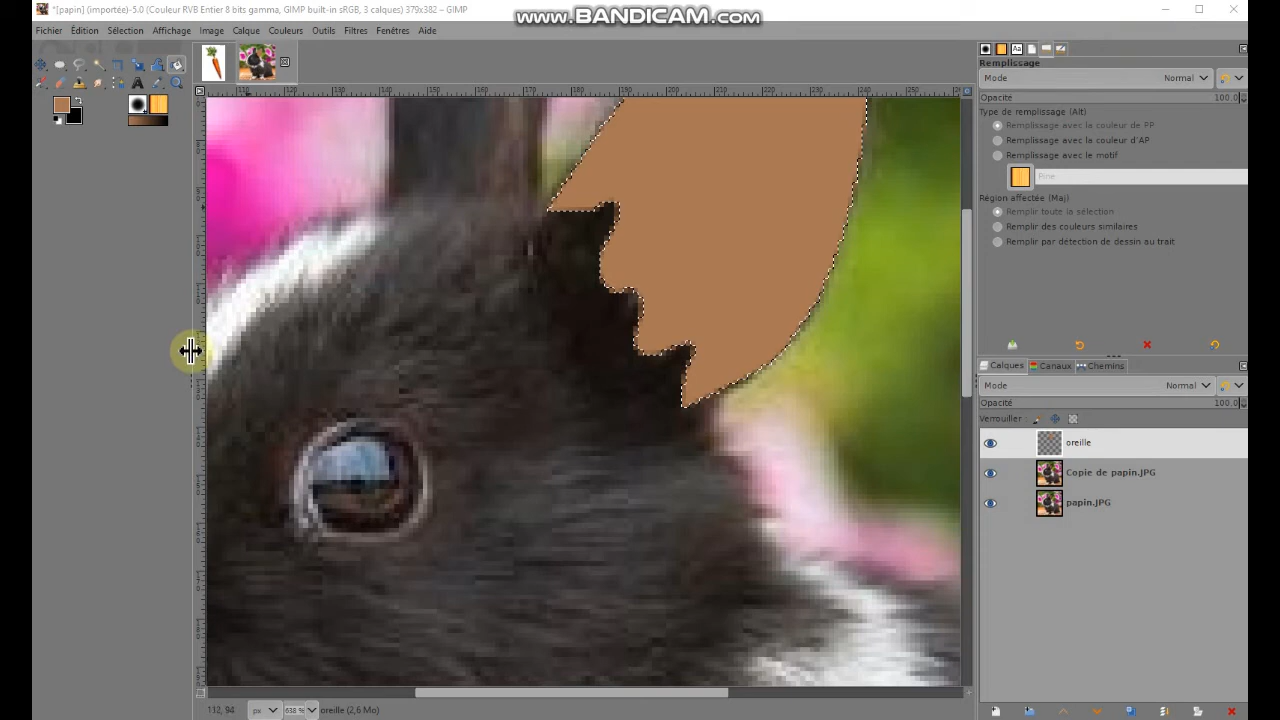 *[papin] (importée)-5.0 (Couleur RVB Entier 8 bits gamma, GIMP built-in sRGB, 3 calques) 379x382 – GIMP
www.BANDICAM.com
Fichier Édition Sélection Affichage Image Calque Couleurs Outils Filtres Fenêtres Aide
Remplissage
Mode Normal
Opacité 100,0
Type de remplissage (Alt)
Remplissage avec la couleur de PP
Remplissage avec la couleur d'AP
Remplissage avec le motif
Pine
Région affectée (Maj)
Remplir toute la sélection
Remplir des couleurs similaires
Remplir par détection de dessin au trait
Calques Canaux Chemins
Mode Normal
Opacité 100,0
Verrouiller :
oreille
Copie de papin.JPG
papin.JPG
112, 94 px 638 % oreille (2,6 Mo)